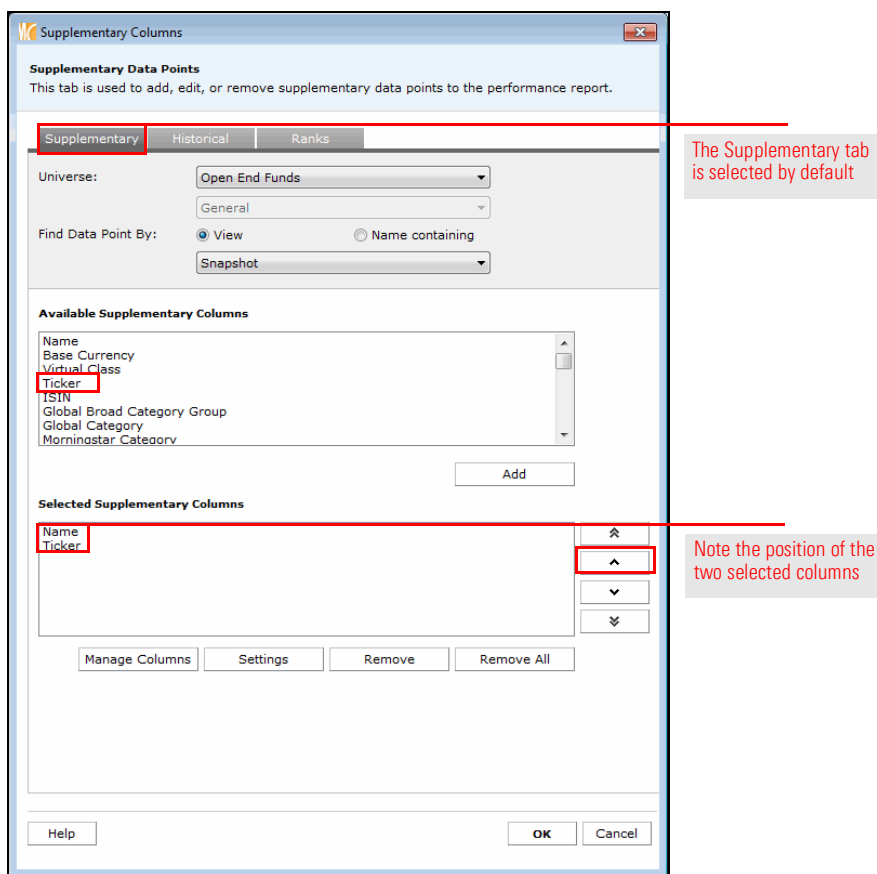 Supplementary Columns
Supplementary Data Points
This tab is used to add, edit, or remove supplementary data points to the performance report.
Supplementary
Historical
Ranks
The Supplementary tab
is selected by default
Universe:
Open End Funds
General
Find Data Point By:
View
Name containing
Snapshot
Available Supplementary Columns
Name
Base Currency
Virtual Class
Ticker
ISIN
Global Broad Category Group
Global Category
Morningstar Category
Add
Selected Supplementary Columns
Name
Ticker
Note the position of the
two selected columns
Manage Columns
Settings
Remove
Remove All
Help
OK
Cancel